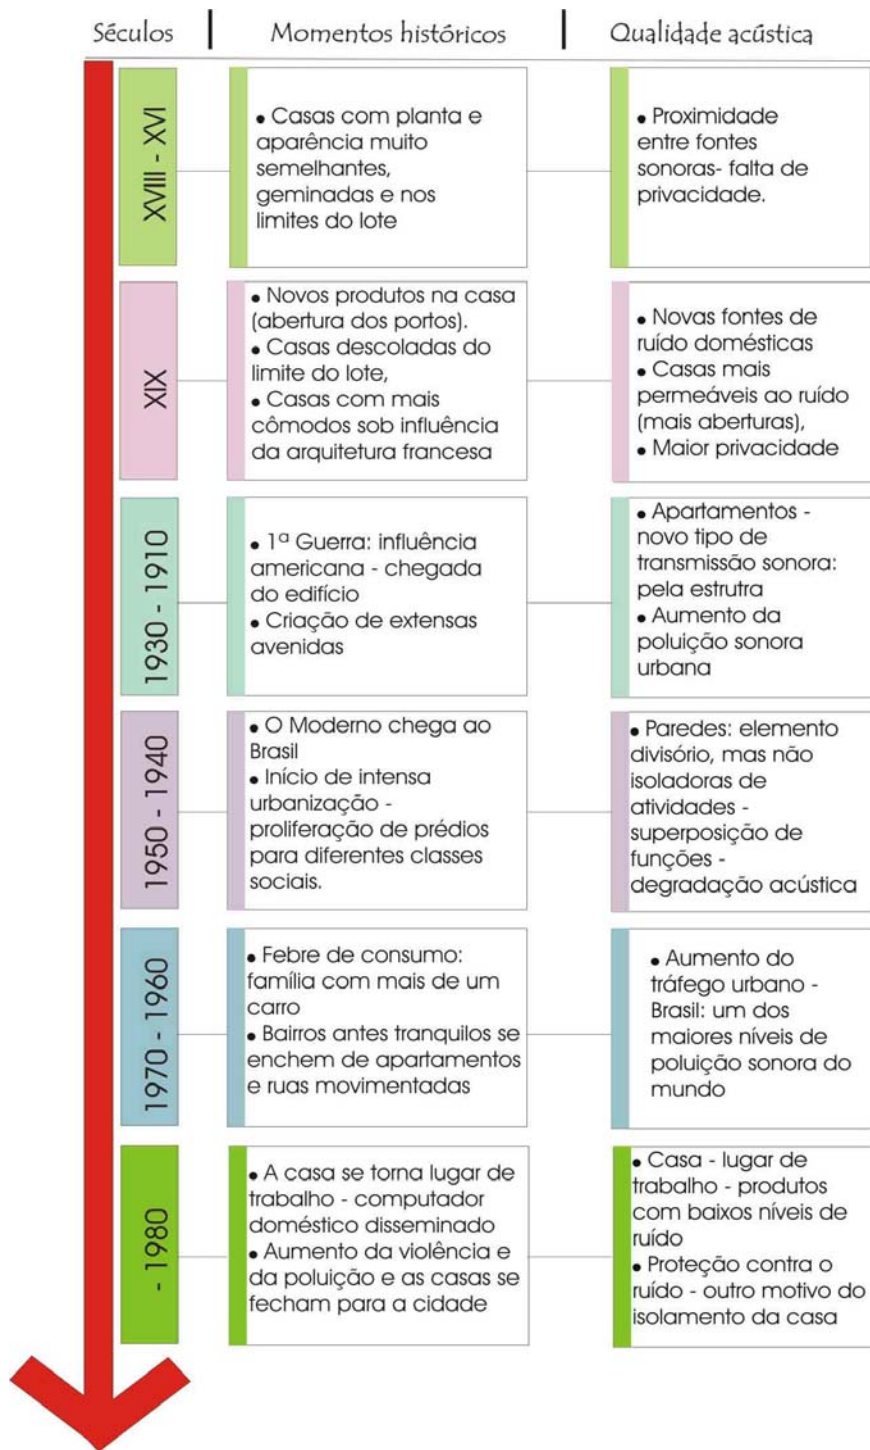 Séculos | Momentos históricos | Qualidade acústica
XVIII - XVI
• Casas com planta e
aparência muito
semelhantes,
geminadas e nos
limites do lote
• Proximidade
entre fontes
sonoras- falta de
privacidade.
XIX
• Novos produtos na casa
(abertura dos portos).
• Casas descoladas do
limite do lote,
• Casas com mais
cômodos sob influência
da arquitetura francesa
• Novas fontes de
ruído domésticas
• Casas mais
permeáveis ao ruído
(mais aberturas),
• Maior privacidade
1930 - 1910
• 1ª Guerra: influência
americana - chegada
do edifício
• Criação de extensas
avenidas
• Apartamentos -
novo tipo de
transmissão sonora:
pela estrutra
• Aumento da
poluição sonora
urbana
1950 - 1940
• O Moderno chega ao
Brasil
• Início de intensa
urbanização -
proliferação de prédios
para diferentes classes
sociais.
• Paredes: elemento
divisório, mas não
isoladoras de
atividades -
superposição de
funções -
degradação acústica
1970 - 1960
• Febre de consumo:
família com mais de um
carro
• Bairros antes tranquilos se
enchem de apartamentos
e ruas movimentadas
• Aumento do
tráfego urbano -
Brasil: um dos
maiores níveis de
poluição sonora do
mundo
- 1980
• A casa se torna lugar de
trabalho - computador
doméstico disseminado
• Aumento da violência e
da poluição e as casas se
fecham para a cidade
• Casa - lugar de
trabalho - produtos
com baixos níveis de
ruído
• Proteção contra o
ruído - outro motivo do
isolamento da casa